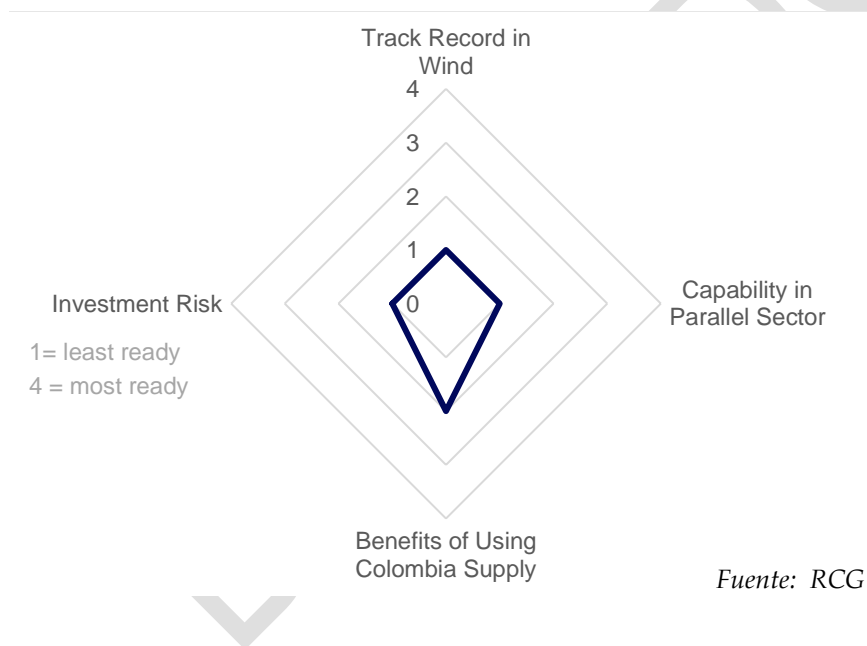 Track Record in
Wind
4
3
2
1
0
Investment Risk
Capability in
Parallel Sector
1= least ready
4 = most ready
Benefits of Using
Colombia Supply
Fuente: RCG